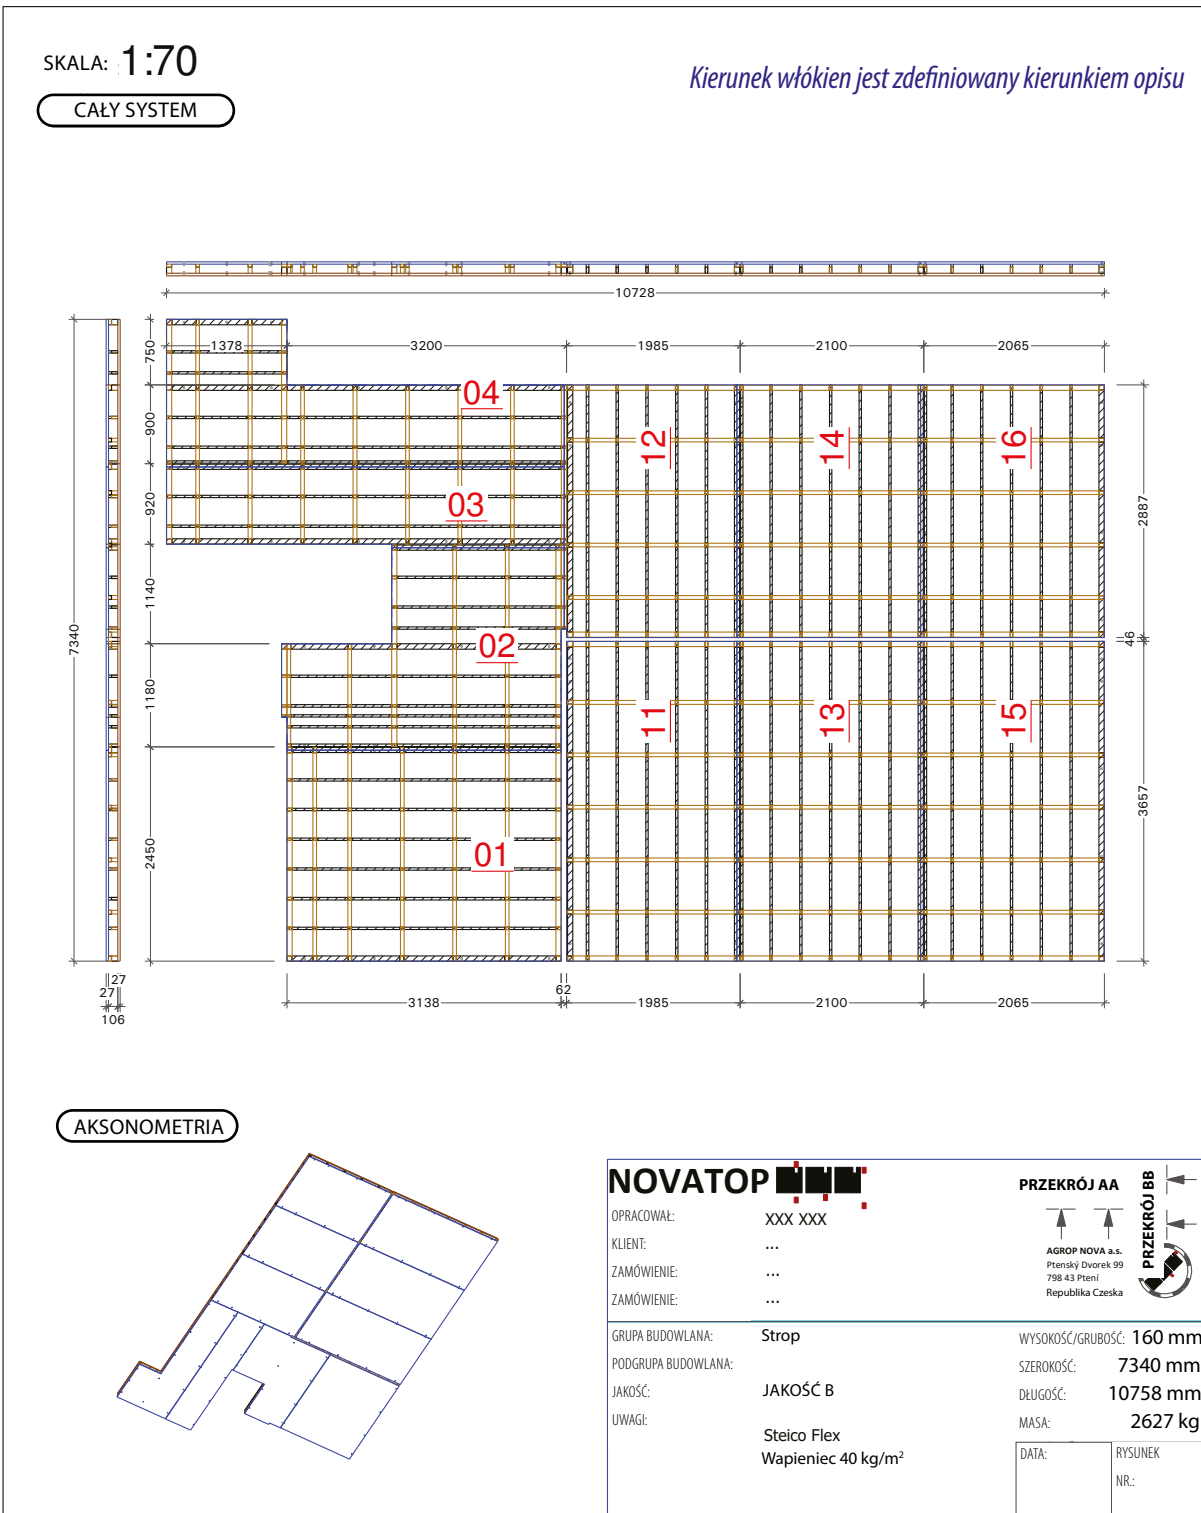 SKALA: 1:70
Kierunek włókien jest zdefiniowany kierunkiem opisu
CAŁY SYSTEM
10728
1378
3200
1985
2100
2065
750
900
920
1140
1180
2450
7340
04
03
02
01
12
14
16
11
13
15
2887
46
3657
27
27
106
3138
62
1985
2100
2065
AKSONOMETRIA
NOVATOP
OPRACOWAŁ: XXX XXX
KLIENT: ...
ZAMÓWIENIE: ...
ZAMÓWIENIE: ...
PRZEKRÓJ AA
PRZEKRÓJ BB
AGROP NOVA a.s.
Ptenský Dvorek 99
798 43 Ptení
Republika Czeska
GRUPA BUDOWLANA: Strop
PODGRUPA BUDOWLANA:
JAKOŚĆ: JAKOŚĆ B
UWAGI:
Steico Flex
Wapieniec 40 kg/m²
WYSOKOŚĆ/GRUBOŚĆ: 160 mm
SZEROKOŚĆ: 7340 mm
DŁUGOŚĆ: 10758 mm
MASA: 2627 kg
DATA:
RYSUNEK
NR.: